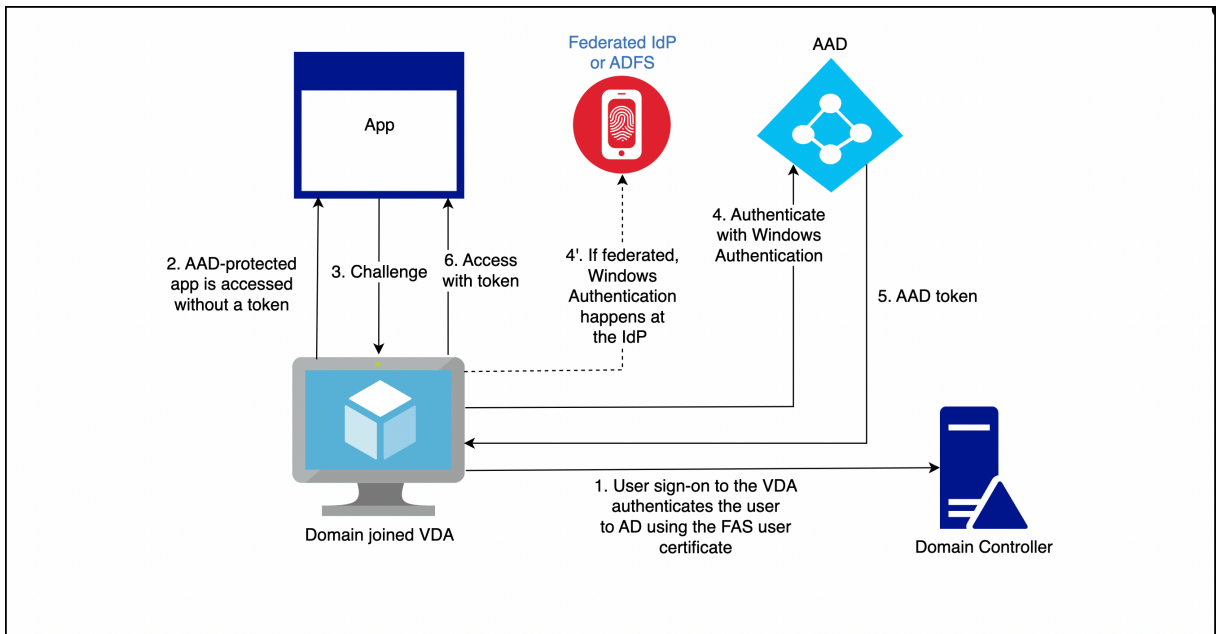 Federated IdP
or ADFS
AAD
App
2. AAD-protected
app is accessed
without a token
3. Challenge
6. Access
with token
4'. If federated,
Windows
Authentication
happens at
the IdP
4. Authenticate
with Windows
Authentication
5. AAD token
1. User sign-on to the VDA
authenticates the user
to AD using the FAS user
certificate
Domain joined VDA
Domain Controller